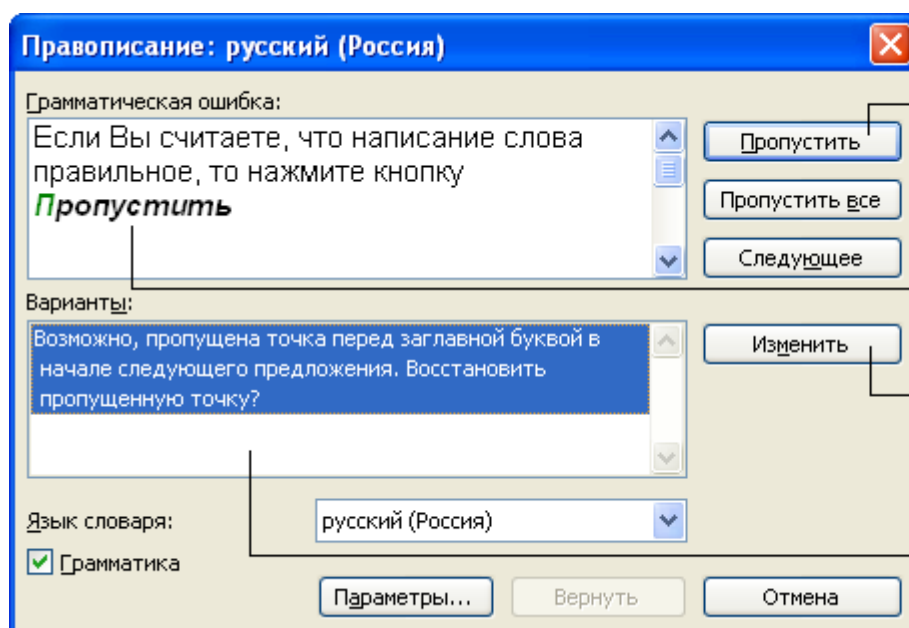 Правописание: русский (Россия)
Грамматическая ошибка:
Если Вы считаете, что написание слова
правильное, то нажмите кнопку
Пропустить
Пропустить
Пропустить все
Следующее
Варианты:
Возможно, пропущена точка перед заглавной буквой в
начале следующего предложения. Восстановить
пропущенную точку?
Изменить
Язык словаря:
русский (Россия)
Грамматика
Параметры...
Вернуть
Отмена